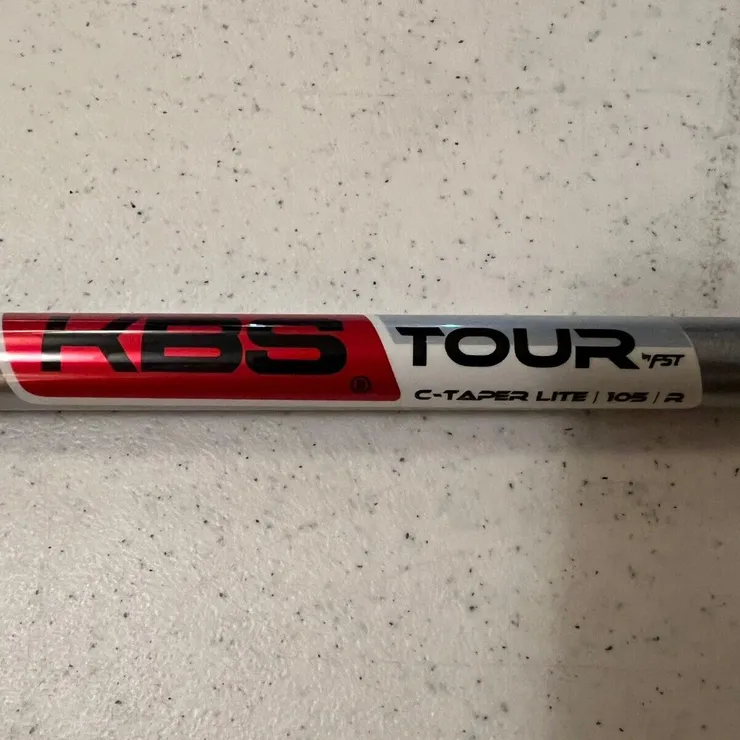 KBS ®
TOUR by FST
C-TAPER LITE / 105 / R